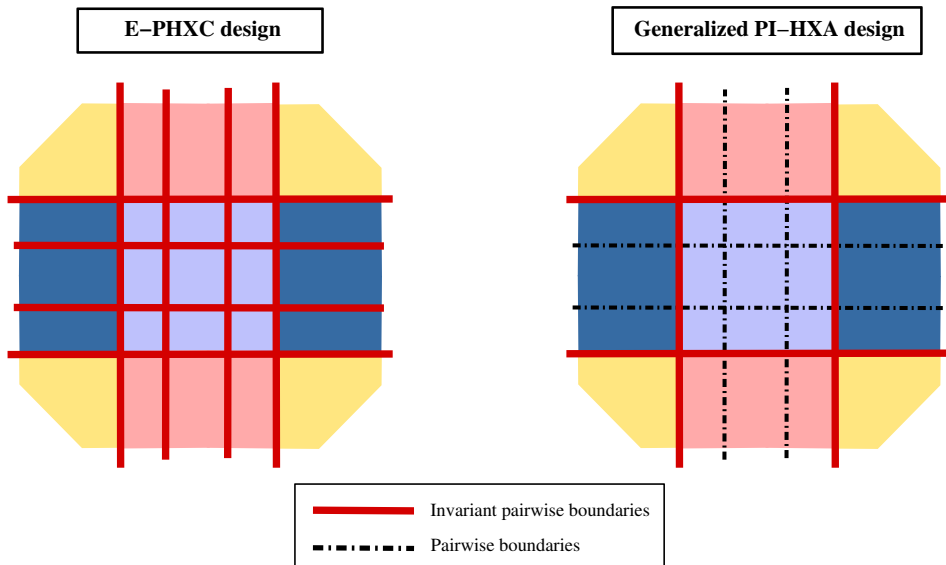 E−PHXC design
Generalized PI−HXA design
Invariant pairwise boundaries
Pairwise boundaries